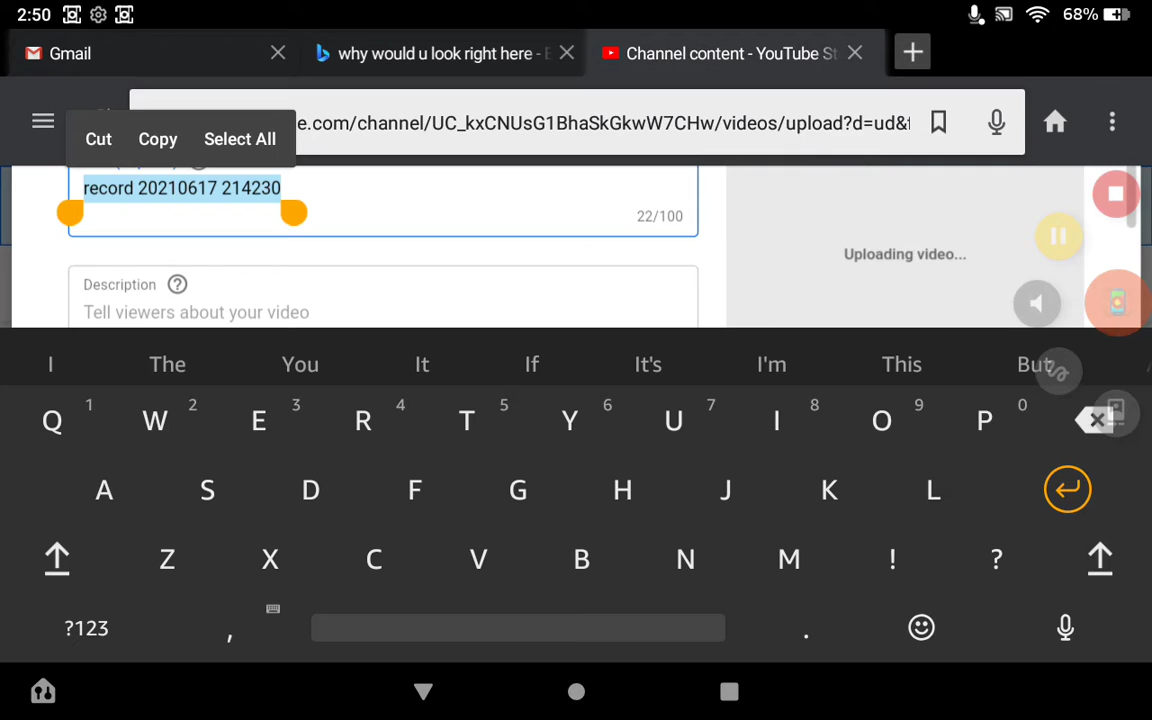 2:50
68%
Gmail
why would u look right here - E
Channel content - YouTube St
Cut Copy Select All
e.com/channel/UC_kxCNUsG1BhaSkGkwW7CHw/videos/upload?d=ud&f
record 20210617 214230
22/100
Uploading video...
Description ?
Tell viewers about your video
I The You It If It's I'm This But
1 2 3 4 5 6 7 8 9 0
Q W E R T Y U I O P
A S D F G H J K L
Z X C V B N M ! ?
?123 , .